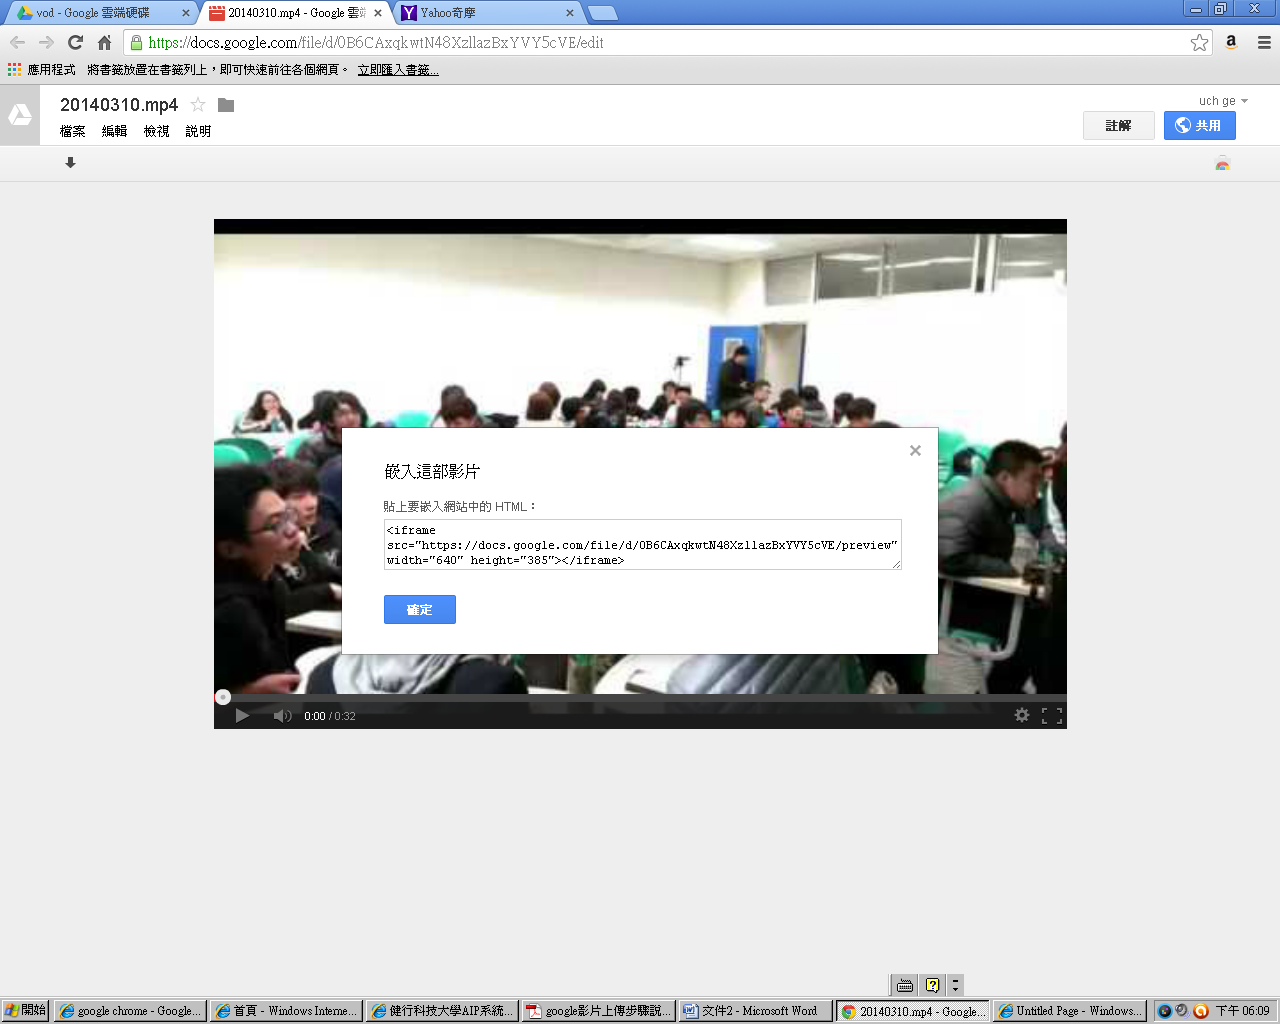 vod - Google 雲端硬碟
20140310.mp4 - Google 雲端
Yahoo奇摩
https://docs.google.com/file/d/0B6CAxqkwtN48XzllazBxYVY5cVE/edit
應用程式 將書籤放置在書籤列上，即可快速前往各個網頁。 立即匯入書籤...
20140310.mp4
uch ge
檔案 編輯 檢視 說明
註解 共用
嵌入這部影片
貼上要嵌入網站中的 HTML：
<iframe
src="https://docs.google.com/file/d/0B6CAxqkwtN48XzllazBxYVY5cVE/preview"
width="640" height="385"></iframe>
確定
0:00 / 0:32
開始
google chrome - Google...
首頁 - Windows Interne...
健行科技大學AIP系統...
google影片上傳步驟說...
文件2 - Microsoft Word
20140310.mp4 - Google...
Untitled Page - Windows...
下午 06:09